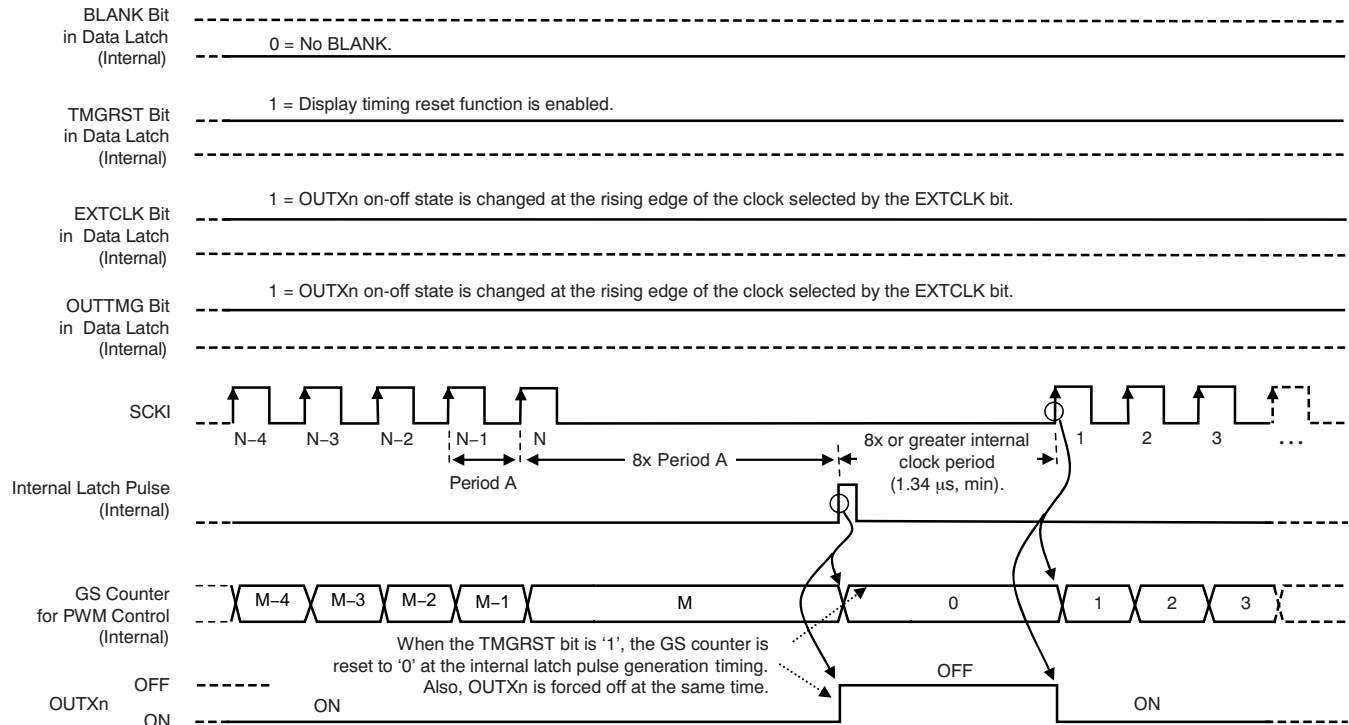 BLANK Bit
in Data Latch
(Internal)
0 = No BLANK.
TMGRST Bit
in Data Latch
(Internal)
1 = Display timing reset function is enabled.
EXTCLK Bit
in Data Latch
(Internal)
1 = OUTXn on-off state is changed at the rising edge of the clock selected by the EXTCLK bit.
OUTTMG Bit
in Data Latch
(Internal)
1 = OUTXn on-off state is changed at the rising edge of the clock selected by the EXTCLK bit.
SCKI
N–4 N–3 N–2 N–1 N 1 2 3 ...
Period A
8x Period A
8x or greater internal
clock period
(1.34 μs, min).
Internal Latch Pulse
(Internal)
GS Counter
for PWM Control
(Internal)
M–4 M–3 M–2 M–1 M 0 1 2 3
When the TMGRST bit is ‘1’, the GS counter is
reset to ‘0’ at the internal latch pulse generation timing.
Also, OUTXn is forced off at the same time.
OUTXn
OFF
ON
ON OFF ON